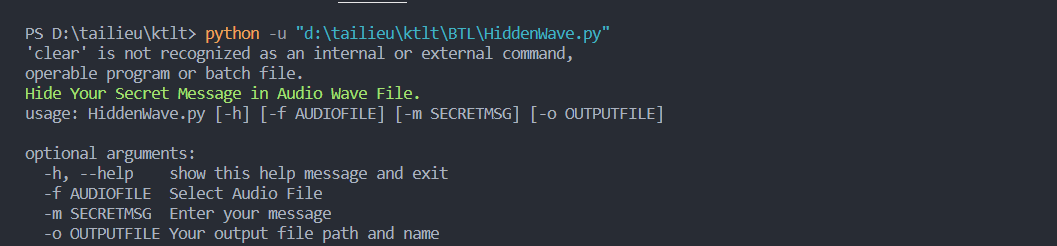 PS D:\tailieu\ktlt> python -u "d:\tailieu\ktlt\BTL\HiddenWave.py"
'clear' is not recognized as an internal or external command,
operable program or batch file.
Hide Your Secret Message in Audio Wave File.
usage: HiddenWave.py [-h] [-f AUDIOFILE] [-m SECRETMSG] [-o OUTPUTFILE]
optional arguments:
-h, --help show this help message and exit
-f AUDIOFILE Select Audio File
-m SECRETMSG Enter your message
-o OUTPUTFILE Your output file path and name